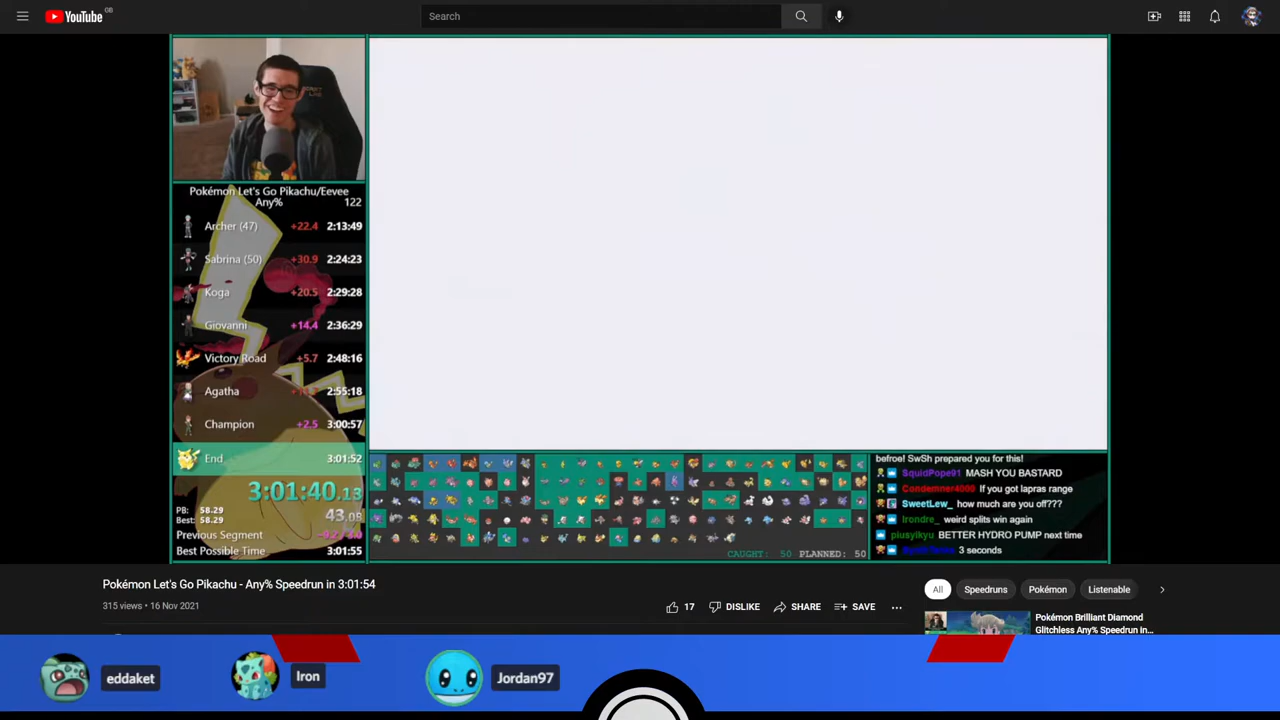 YouTube GB
Search
Pokémon Let's Go Pikachu/Eevee
Any% 122
Archer (47) +22.4 2:13:49
Sabrina (50) +30.9 2:24:23
Koga +20.5 2:29:28
Giovanni +14.4 2:36:29
Victory Road +5.7 2:48:16
Agatha 2:55:18
Champion +2.5 3:00:57
End 3:01:52
3:01:40.13
PB: 58.29 43.08
Best: 58.29
Previous Segment
Best Possible Time 3:01:55
CAUGHT: 50 PLANNED: 50
befroe! SwSh prepared you for this!
SquidPope91 MASH YOU BASTARD
Condemner4000 If you got lapras range
SweetLew_ how much are you off???
Irondre_ weird splits win again
piusyikyu BETTER HYDRO PUMP next time
3 seconds
Pokémon Let's Go Pikachu - Any% Speedrun in 3:01:54
315 views • 16 Nov 2021
17 DISLIKE SHARE SAVE
All Speedruns Pokémon Listenable
Pokémon Brilliant Diamond
Glitchless Any% Speedrun In...
eddaket
Iron
Jordan97